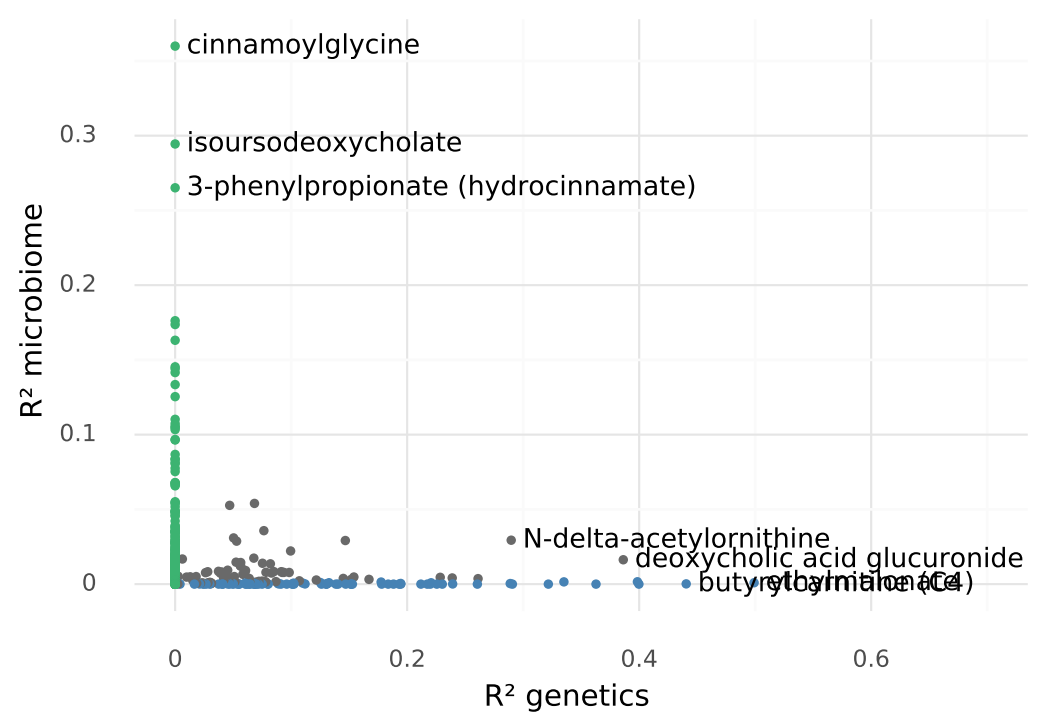 cinnamoylglycine
0.3
isoursodeoxycholate
3-phenylpropionate (hydrocinnamate)
0.2
R² microbiome
0.1
N-delta-acetylornithine
deoxycholic acid glucuronide
butyrylcarnitine (C4)
ethylmalonate
0
0
0.2
0.4
0.6
R² genetics